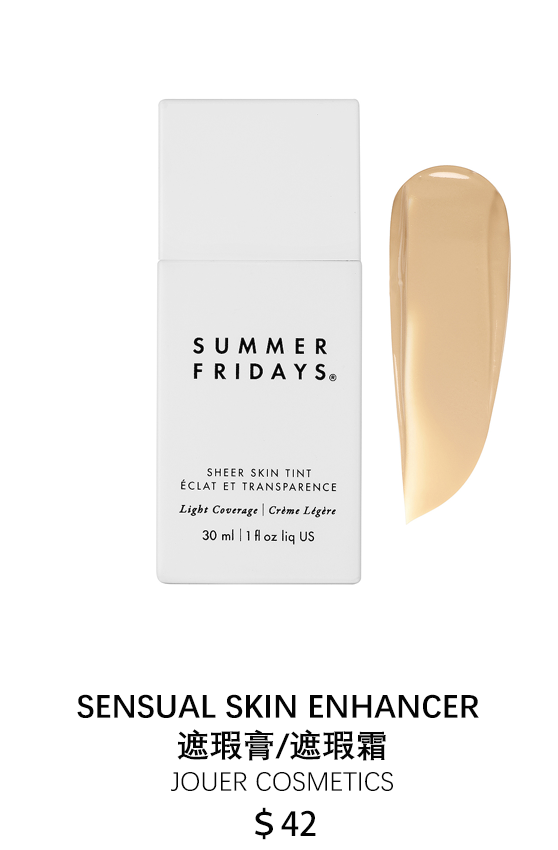 SUMMER
FRIDAYS®
SHEER SKIN TINT
ÉCLAT ET TRANSPARENCE
Light Coverage | Crème Légère
30 ml | 1 fl oz liq US
SENSUAL SKIN ENHANCER
遮瑕膏/遮瑕霜
JOUER COSMETICS
$42